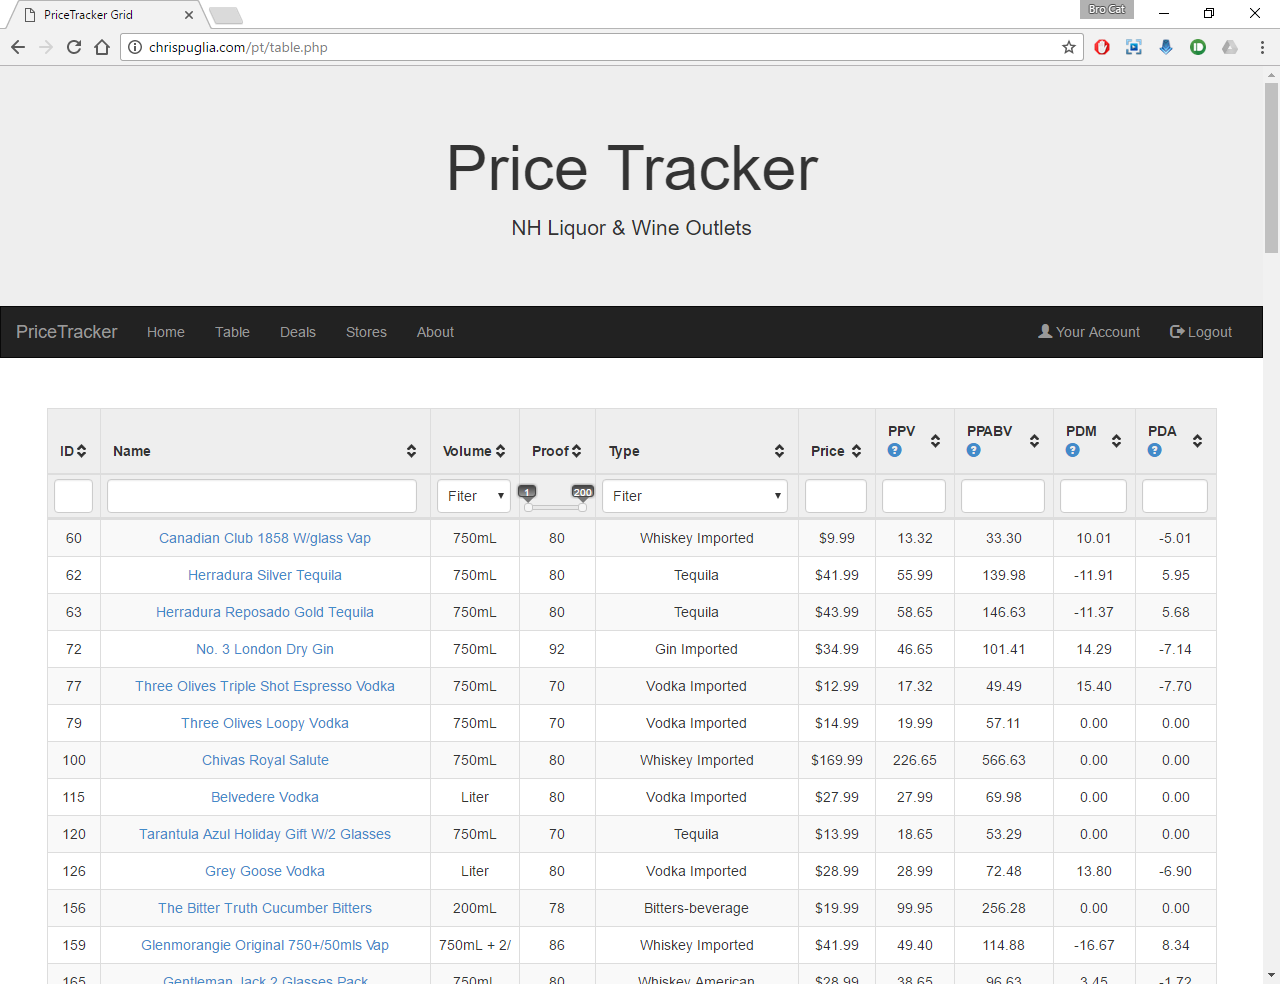 PriceTracker Grid
Bro Cat
chrispuglia.com/pt/table.php
Price Tracker
NH Liquor & Wine Outlets
PriceTracker Home Table Deals Stores About Your Account Logout
ID Name Volume Proof Type Price PPV ? PPABV ? PDM ? PDA ?
Fiter 1 200 Fiter
60 Canadian Club 1858 W/glass Vap 750mL 80 Whiskey Imported $9.99 13.32 33.30 10.01 -5.01
62 Herradura Silver Tequila 750mL 80 Tequila $41.99 55.99 139.98 -11.91 5.95
63 Herradura Reposado Gold Tequila 750mL 80 Tequila $43.99 58.65 146.63 -11.37 5.68
72 No. 3 London Dry Gin 750mL 92 Gin Imported $34.99 46.65 101.41 14.29 -7.14
77 Three Olives Triple Shot Espresso Vodka 750mL 70 Vodka Imported $12.99 17.32 49.49 15.40 -7.70
79 Three Olives Loopy Vodka 750mL 70 Vodka Imported $14.99 19.99 57.11 0.00 0.00
100 Chivas Royal Salute 750mL 80 Whiskey Imported $169.99 226.65 566.63 0.00 0.00
115 Belvedere Vodka Liter 80 Vodka Imported $27.99 27.99 69.98 0.00 0.00
120 Tarantula Azul Holiday Gift W/2 Glasses 750mL 70 Tequila $13.99 18.65 53.29 0.00 0.00
126 Grey Goose Vodka Liter 80 Vodka Imported $28.99 28.99 72.48 13.80 -6.90
156 The Bitter Truth Cucumber Bitters 200mL 78 Bitters-beverage $19.99 99.95 256.28 0.00 0.00
159 Glenmorangie Original 750+/50mls Vap 750mL + 2/ 86 Whiskey Imported $41.99 49.40 114.88 -16.67 8.34
165 Gentleman Jack 2 Glasses Pack 750mL 80 Whiskey American $28.99 38.65 96.63 3.45 -1.72